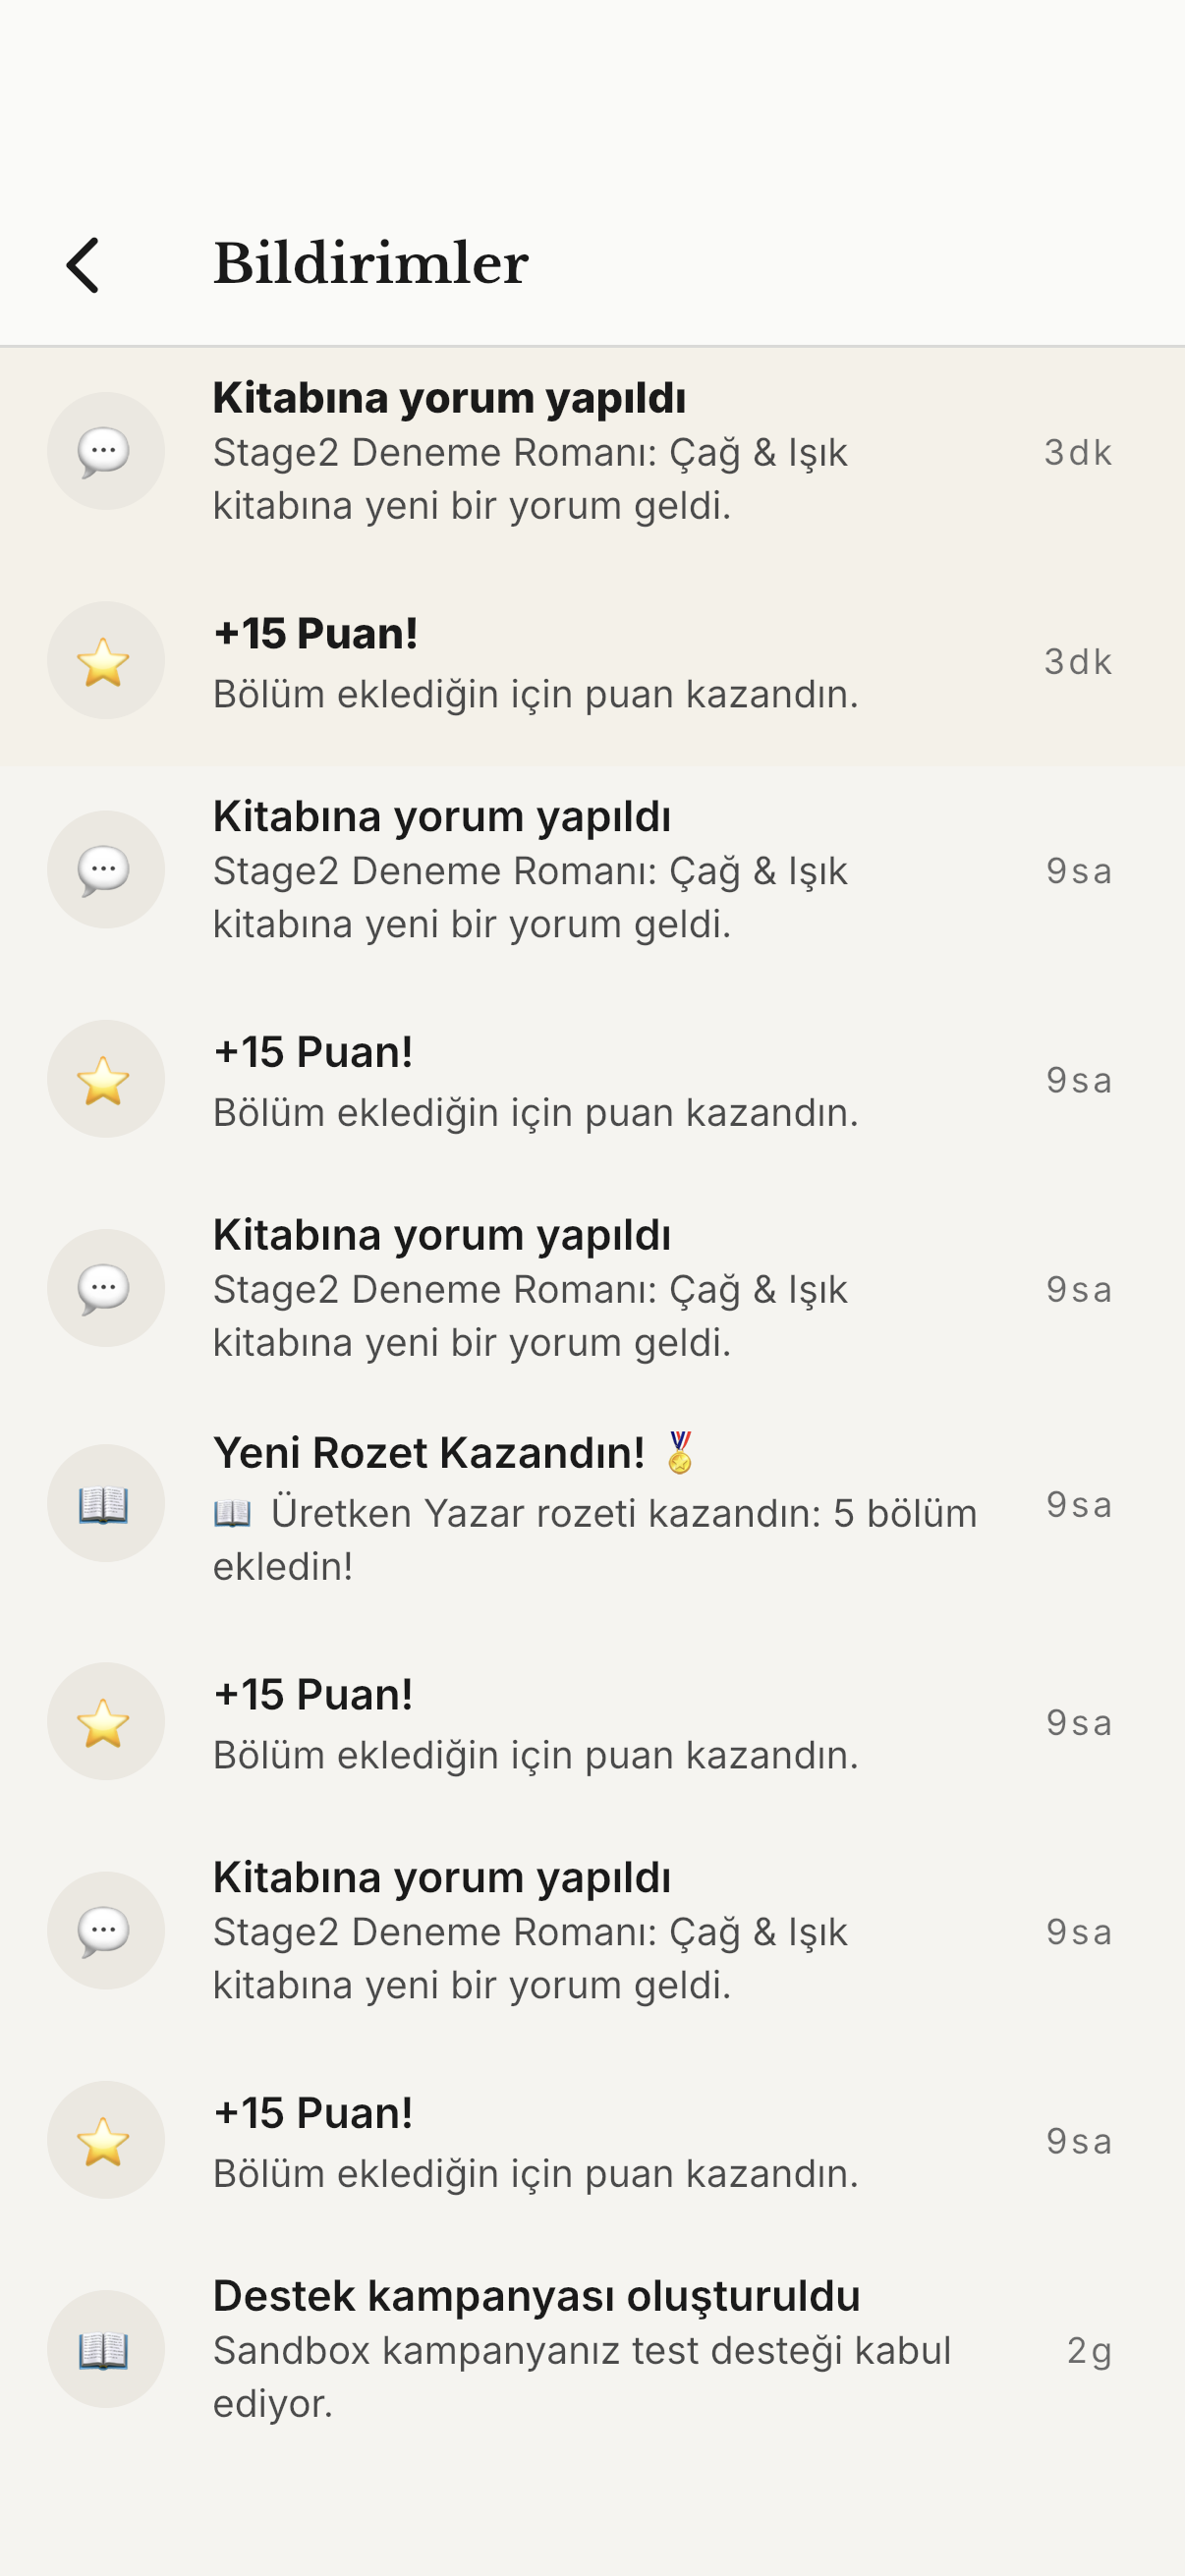 Bildirimler
Kitabına yorum yapıldı
Stage2 Deneme Romanı: Çağ & Işık
kitabına yeni bir yorum geldi.
3dk
+15 Puan!
Bölüm eklediğin için puan kazandın.
3dk
Kitabına yorum yapıldı
Stage2 Deneme Romanı: Çağ & Işık
kitabına yeni bir yorum geldi.
9sa
+15 Puan!
Bölüm eklediğin için puan kazandın.
9sa
Kitabına yorum yapıldı
Stage2 Deneme Romanı: Çağ & Işık
kitabına yeni bir yorum geldi.
9sa
Yeni Rozet Kazandın! 🏅
📖 Üretken Yazar rozeti kazandın: 5 bölüm
ekledin!
9sa
+15 Puan!
Bölüm eklediğin için puan kazandın.
9sa
Kitabına yorum yapıldı
Stage2 Deneme Romanı: Çağ & Işık
kitabına yeni bir yorum geldi.
9sa
+15 Puan!
Bölüm eklediğin için puan kazandın.
9sa
Destek kampanyası oluşturuldu
Sandbox kampanyanız test desteği kabul
ediyor.
2g